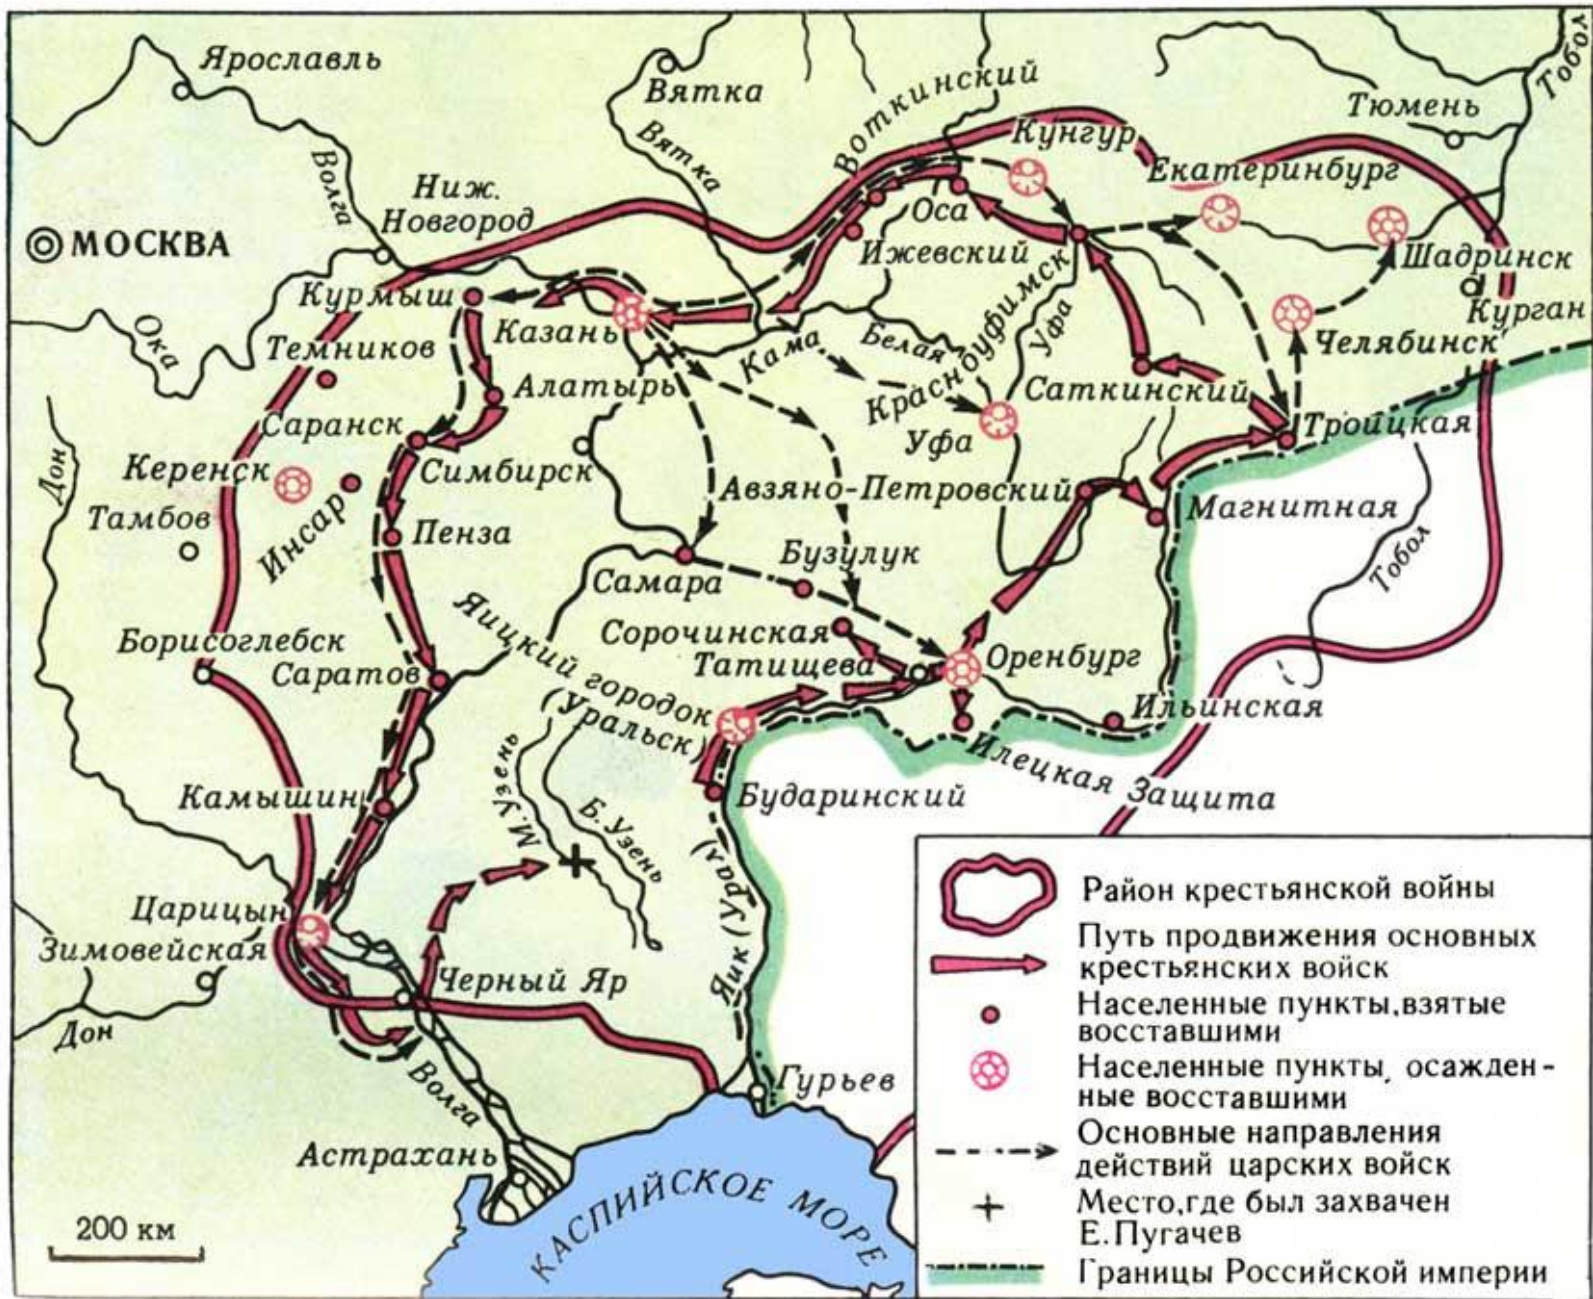 Ярославль
Вятка
Вятка
Воткинский
Кунгур
Тюмень
Тобол
Волга
Ниж.
Новгород
Екатеринбург
МОСКВА
Оса
Ижевский
Шадринск
Курмыш
Казань
Красноуфимск
Уфа
Курган
Ока
Темников
Кама
Белая
Челябинск
Алатырь
Саткинский
Саранск
Уфа
Троицкая
Симбирск
Керенск
Дон
Авзяно-Петровский
Магнитная
Тамбов
Инсар
Пенза
Бузулук
Тобол
Самара
Яицкий городок
(Уральск)
Сорочинская
Татищева
Оренбург
Борисоглебск
Саратов
Ильинская
Илецкая Защита
М.Узень
Б.Узень
Камышин
Бударинский
Царицын
Зимовейская
Черный Яр
Яик (Урал)
Дон
Волга
Гурьев
Астрахань
КАСПИЙСКОЕ МОРЕ
200 км
Район крестьянской войны
Путь продвижения основных
крестьянских войск
Населенные пункты, взятые
восставшими
Населенные пункты, осажден-
ные восставшими
Основные направления
действий царских войск
Место, где был захвачен
Е.Пугачев
Границы Российской империи